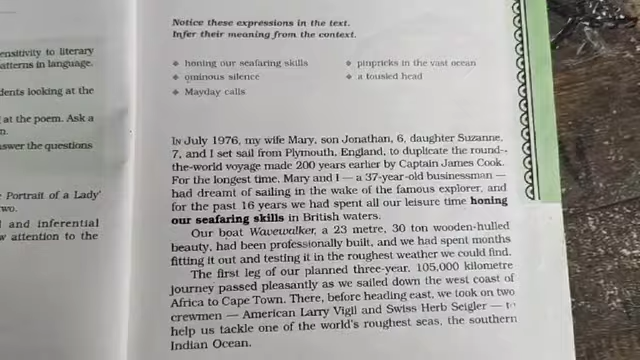 ensitivity to literary
atterns in language.
dents looking at the
at the poem. Ask a
n.
swer the questions
Portrait of a Lady'
wo.
and inferential
w attention to the
Notice these expressions in the text.
Infer their meaning from the context.
❖ honing our seafaring skills
❖ pinpricks in the vast ocean
❖ ominous silence
❖ a tousled head
❖ Mayday calls
IN July 1976, my wife Mary, son Jonathan, 6, daughter Suzanne,
7, and I set sail from Plymouth, England, to duplicate the round-
the-world voyage made 200 years earlier by Captain James Cook.
For the longest time, Mary and I — a 37-year-old businessman —
had dreamt of sailing in the wake of the famous explorer, and
for the past 16 years we had spent all our leisure time honing
our seafaring skills in British waters.
Our boat Wavewalker, a 23 metre, 30 ton wooden-hulled
beauty, had been professionally built, and we had spent months
fitting it out and testing it in the roughest weather we could find.
The first leg of our planned three-year, 105,000 kilometre
journey passed pleasantly as we sailed down the west coast of
Africa to Cape Town. There, before heading east, we took on two
crewmen — American Larry Vigil and Swiss Herb Seigler — to
help us tackle one of the world's roughest seas, the southern
Indian Ocean.